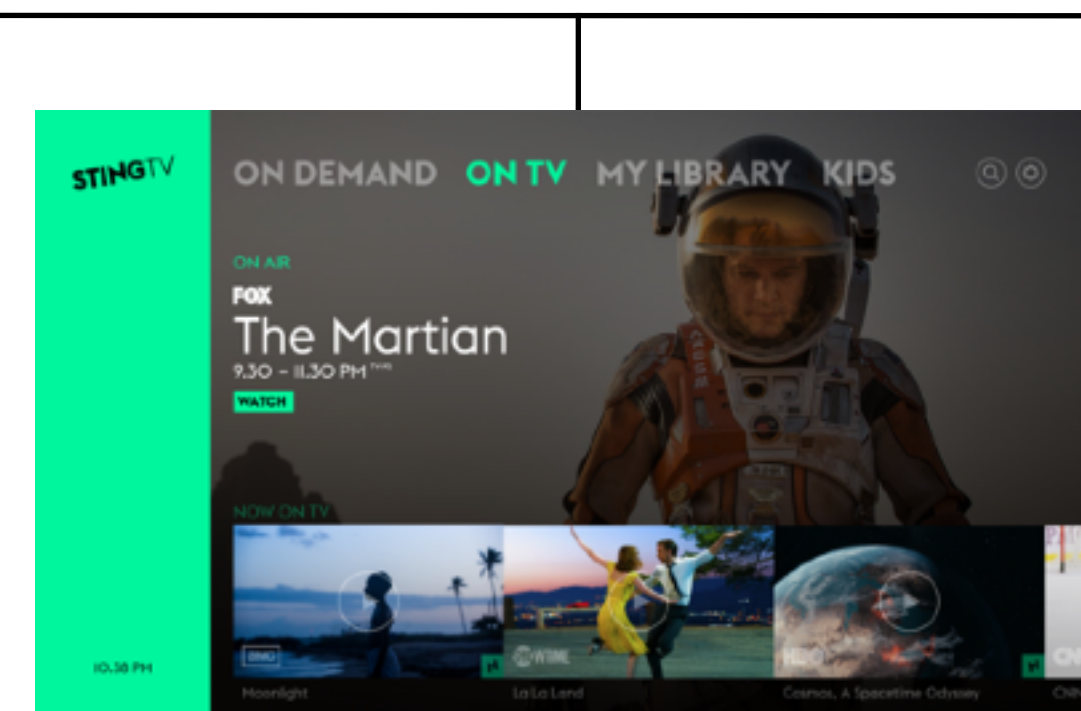 STINGTV
ON DEMAND ON TV MY LIBRARY KIDS
ON AIR
FOX
The Martian
9.30 – 11.30 PM
WATCH
NOW ON TV
SHOWTIME
10.38 PM
Moonlight
La La Land
Cosmos, A Spacetime Odyssey